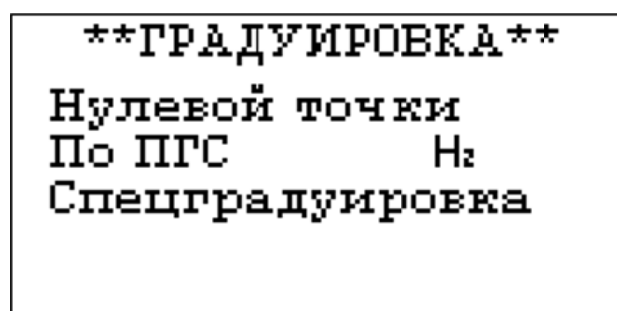 **ГРАДУИРОВКА**
Нулевой точки
По ПГС H₂
Спецградуировка